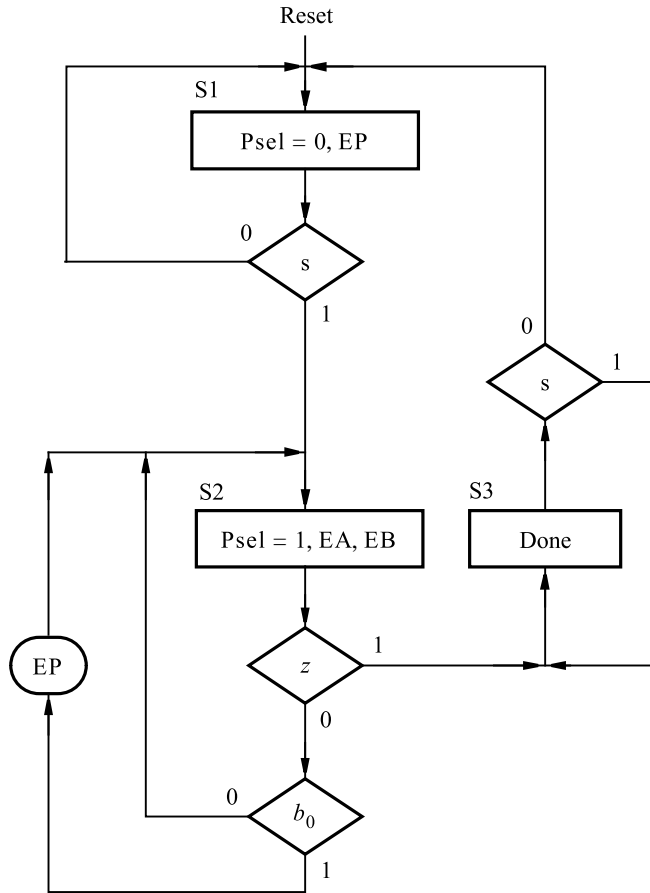 Reset
S1
Psel = 0, EP
0
s
1
0
1
s
S2
S3
Psel = 1, EA, EB
Done
1
EP
z
0
0
b0
1